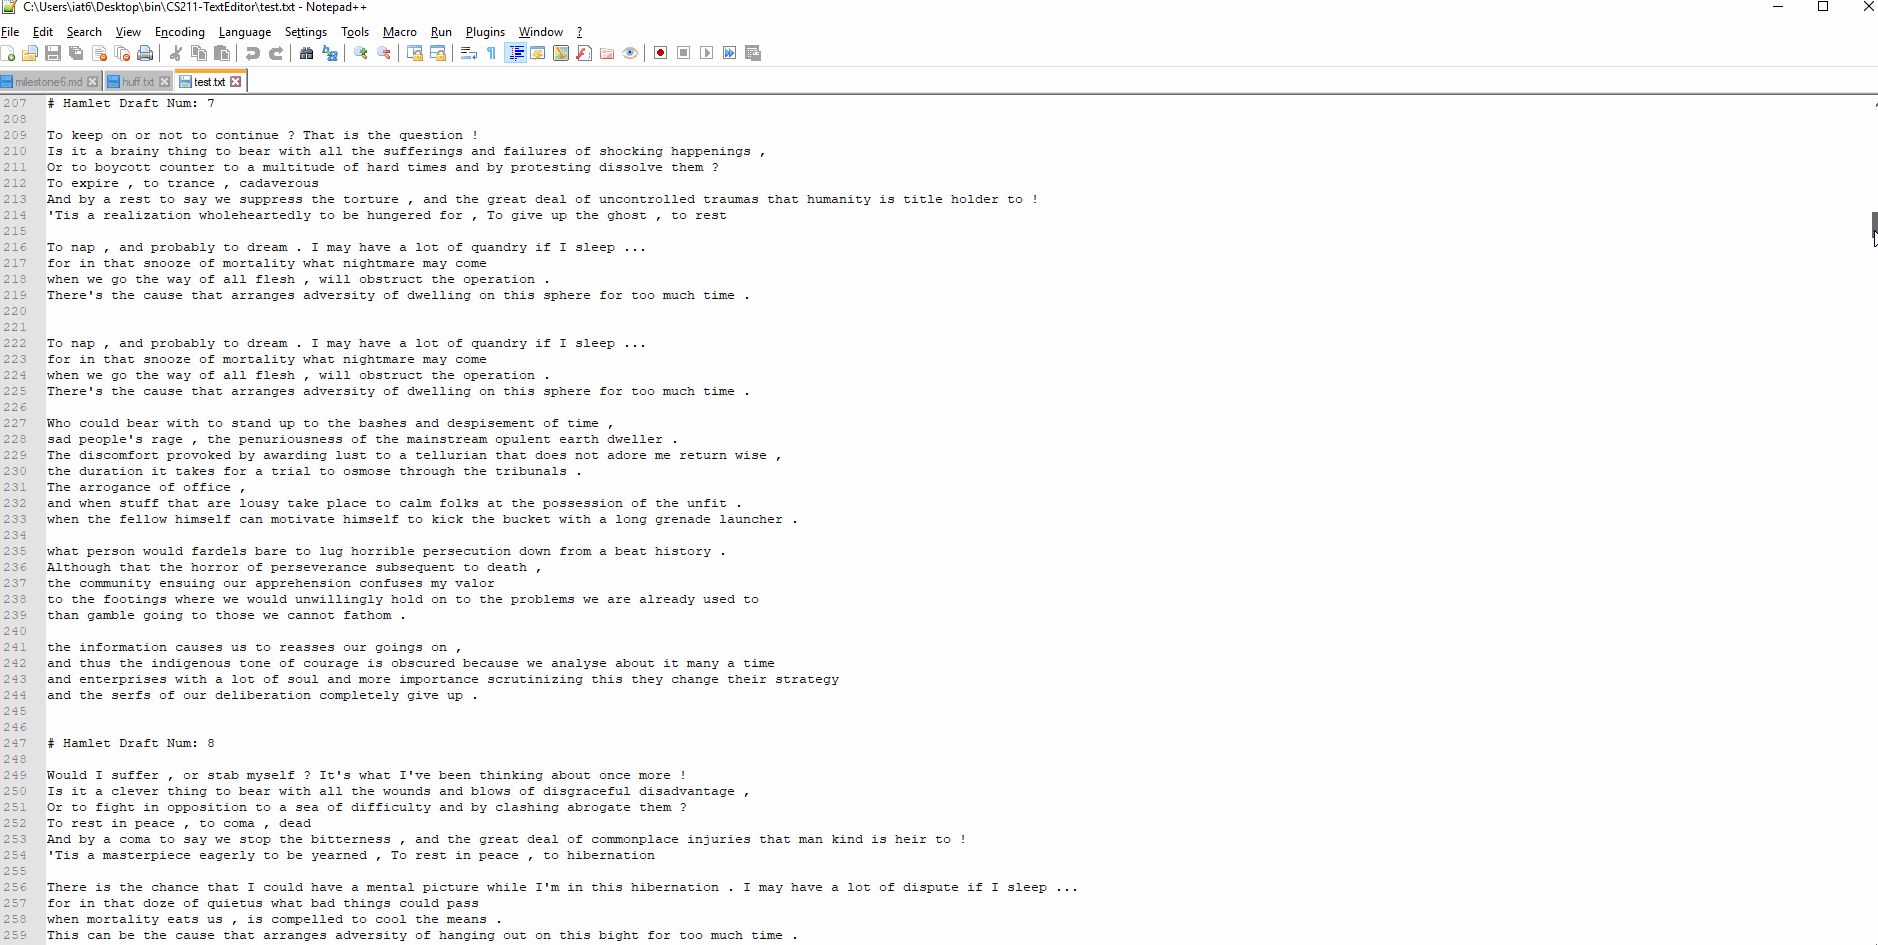 C:\Users\iat6\Desktop\bin\CS211-TextEditor\test.txt - Notepad++
File Edit Search View Encoding Language Settings Tools Macro Run Plugins Window ?
milestone6.md huff.txt test.txt
207 # Hamlet Draft Num: 7
208
209 To keep on or not to continue ? That is the question !
210 Is it a brainy thing to bear with all the sufferings and failures of shocking happenings ,
211 Or to boycott counter to a multitude of hard times and by protesting dissolve them ?
212 To expire , to trance , cadaverous
213 And by a rest to say we suppress the torture , and the great deal of uncontrolled traumas that humanity is title holder to !
214 'Tis a realization wholeheartedly to be hungered for , To give up the ghost , to rest
215
216 To nap , and probably to dream . I may have a lot of quandry if I sleep ...
217 for in that snooze of mortality what nightmare may come
218 when we go the way of all flesh , will obstruct the operation .
219 There's the cause that arranges adversity of dwelling on this sphere for too much time .
220
221
222 To nap , and probably to dream . I may have a lot of quandry if I sleep ...
223 for in that snooze of mortality what nightmare may come
224 when we go the way of all flesh , will obstruct the operation .
225 There's the cause that arranges adversity of dwelling on this sphere for too much time .
226
227 Who could bear with to stand up to the bashes and despisement of time ,
228 sad people's rage , the penuriousness of the mainstream opulent earth dweller .
229 The discomfort provoked by awarding lust to a tellurian that does not adore me return wise ,
230 the duration it takes for a trial to osmose through the tribunals .
231 The arrogance of office ,
232 and when stuff that are lousy take place to calm folks at the possession of the unfit .
233 when the fellow himself can motivate himself to kick the bucket with a long grenade launcher .
234
235 what person would fardels bare to lug horrible persecution down from a beat history .
236 Although that the horror of perseverance subsequent to death ,
237 the community ensuing our apprehension confuses my valor
238 to the footings where we would unwillingly hold on to the problems we are already used to
239 than gamble going to those we cannot fathom .
240
241 the information causes us to reasses our goings on ,
242 and thus the indigenous tone of courage is obscured because we analyse about it many a time
243 and enterprises with a lot of soul and more importance scrutinizing this they change their strategy
244 and the serfs of our deliberation completely give up .
245
246
247 # Hamlet Draft Num: 8
248
249 Would I suffer , or stab myself ? It's what I've been thinking about once more !
250 Is it a clever thing to bear with all the wounds and blows of disgraceful disadvantage ,
251 Or to fight in opposition to a sea of difficulty and by clashing abrogate them ?
252 To rest in peace , to coma , dead
253 And by a coma to say we stop the bitterness , and the great deal of commonplace injuries that man kind is heir to !
254 'Tis a masterpiece eagerly to be yearned , To rest in peace , to hibernation
255
256 There is the chance that I could have a mental picture while I'm in this hibernation . I may have a lot of dispute if I sleep ...
257 for in that doze of quietus what bad things could pass
258 when mortality eats us , is compelled to cool the means .
259 This can be the cause that arranges adversity of hanging out on this bight for too much time .